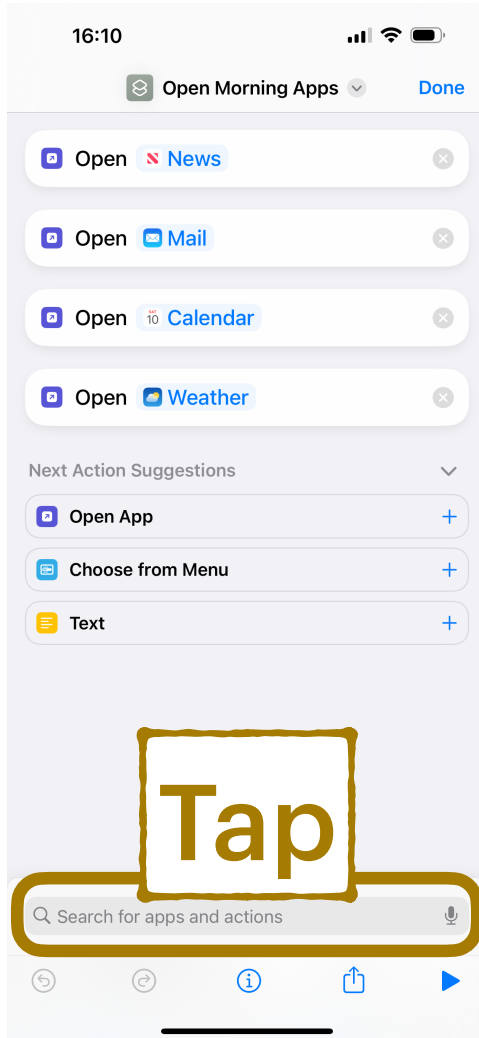 16:10
Open Morning Apps Done
Open News
Open Mail
Open SAT 10 Calendar
Open Weather
Next Action Suggestions
Open App
Choose from Menu
Text
Tap
Search for apps and actions